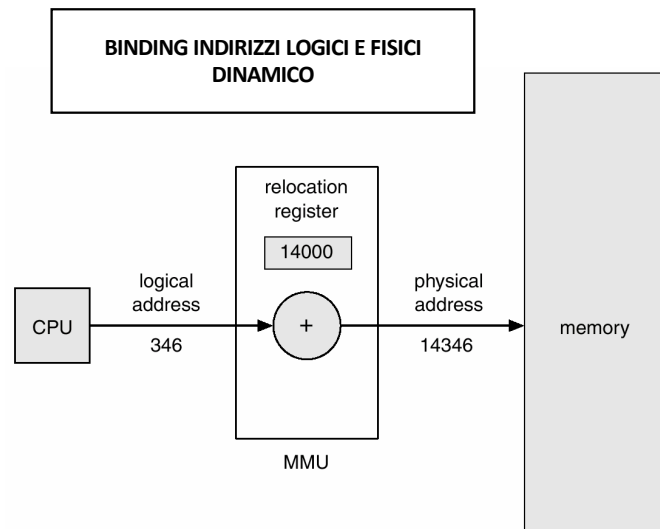 BINDING INDIRIZZI LOGICI E FISICI
DINAMICO
relocation
register
14000
logical
address
physical
address
CPU
+
memory
346
14346
MMU